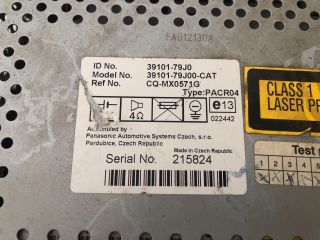 FA012130A
ID No. 39101-79J0
Model No. 39101-79J00-CAT
Ref No. CQ-MX0571G
Type:PACR04
4Ω
e13
022442
Assembled by
Panasonic Automotive Systems Czech, s.r.o.
Pardubice, Czech Republic
Made in Czech Republic
Serial No. 215824
CLASS 1
LASER PR
Test
1 2 3 4 5